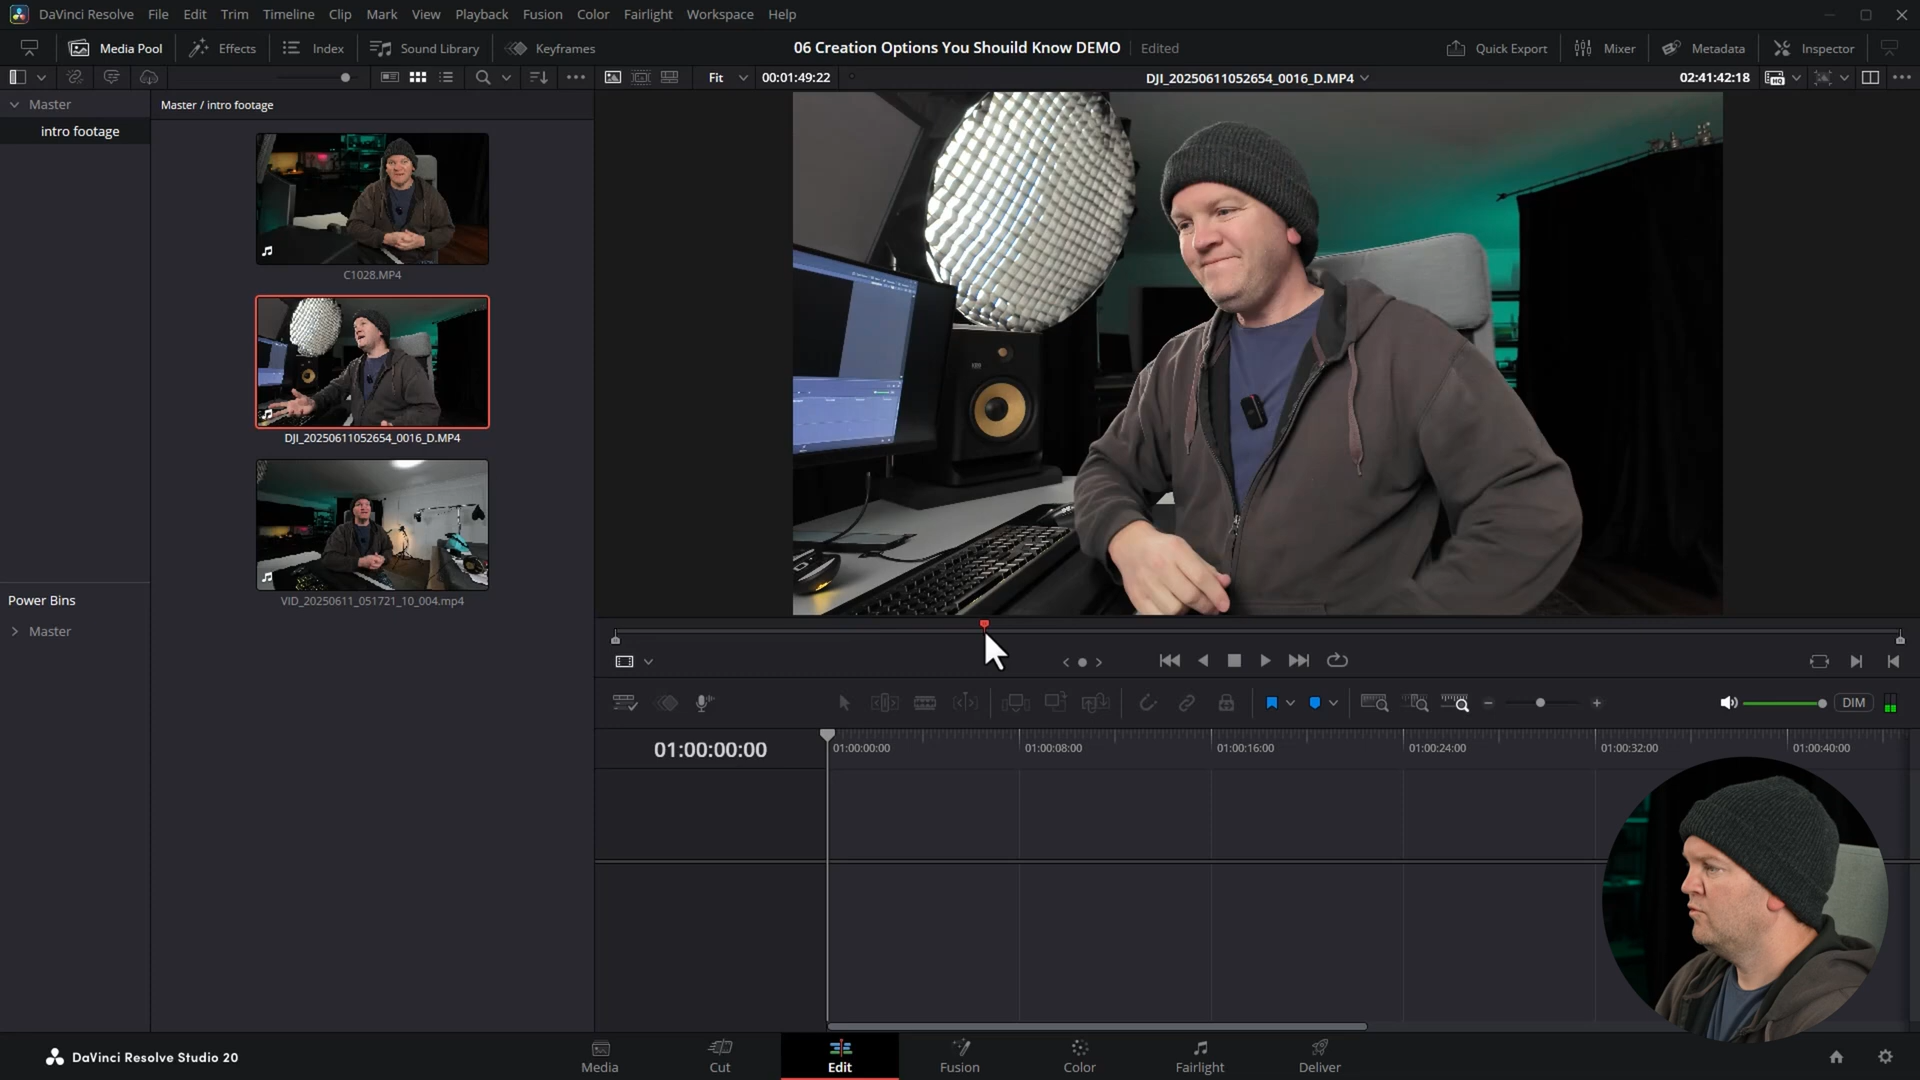 DaVinci Resolve File Edit Trim Timeline Clip Mark View Playback Fusion Color Fairlight Workspace Help
Media Pool Effects Index Sound Library Keyframes 06 Creation Options You Should Know DEMO Edited Quick Export Mixer Metadata Inspector
Fit 00:01:49:22 DJI_20250611052654_0016_D.MP4 02:41:42:18
Master
intro footage
Master / intro footage
C1028.MP4
DJI_20250611052654_0016_D.MP4
VID_20250611_051721_10_004.mp4
Power Bins
Master
DIM
01:00:00:00
01:00:00:00 01:00:08:00 01:00:16:00 01:00:24:00 01:00:32:00 01:00:40:00
DaVinci Resolve Studio 20
Media Cut Edit Fusion Color Fairlight Deliver